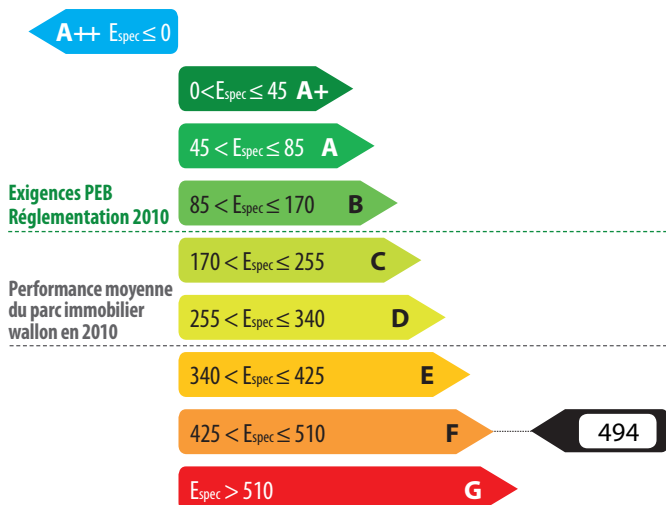 A++ Espec ≤ 0
0 < Espec ≤ 45 A+
45 < Espec ≤ 85 A
Exigences PEB
Réglementation 2010
85 < Espec ≤ 170 B
170 < Espec ≤ 255 C
Performance moyenne
du parc immobilier
wallon en 2010
255 < Espec ≤ 340 D
340 < Espec ≤ 425 E
425 < Espec ≤ 510 F 494
Espec > 510 G